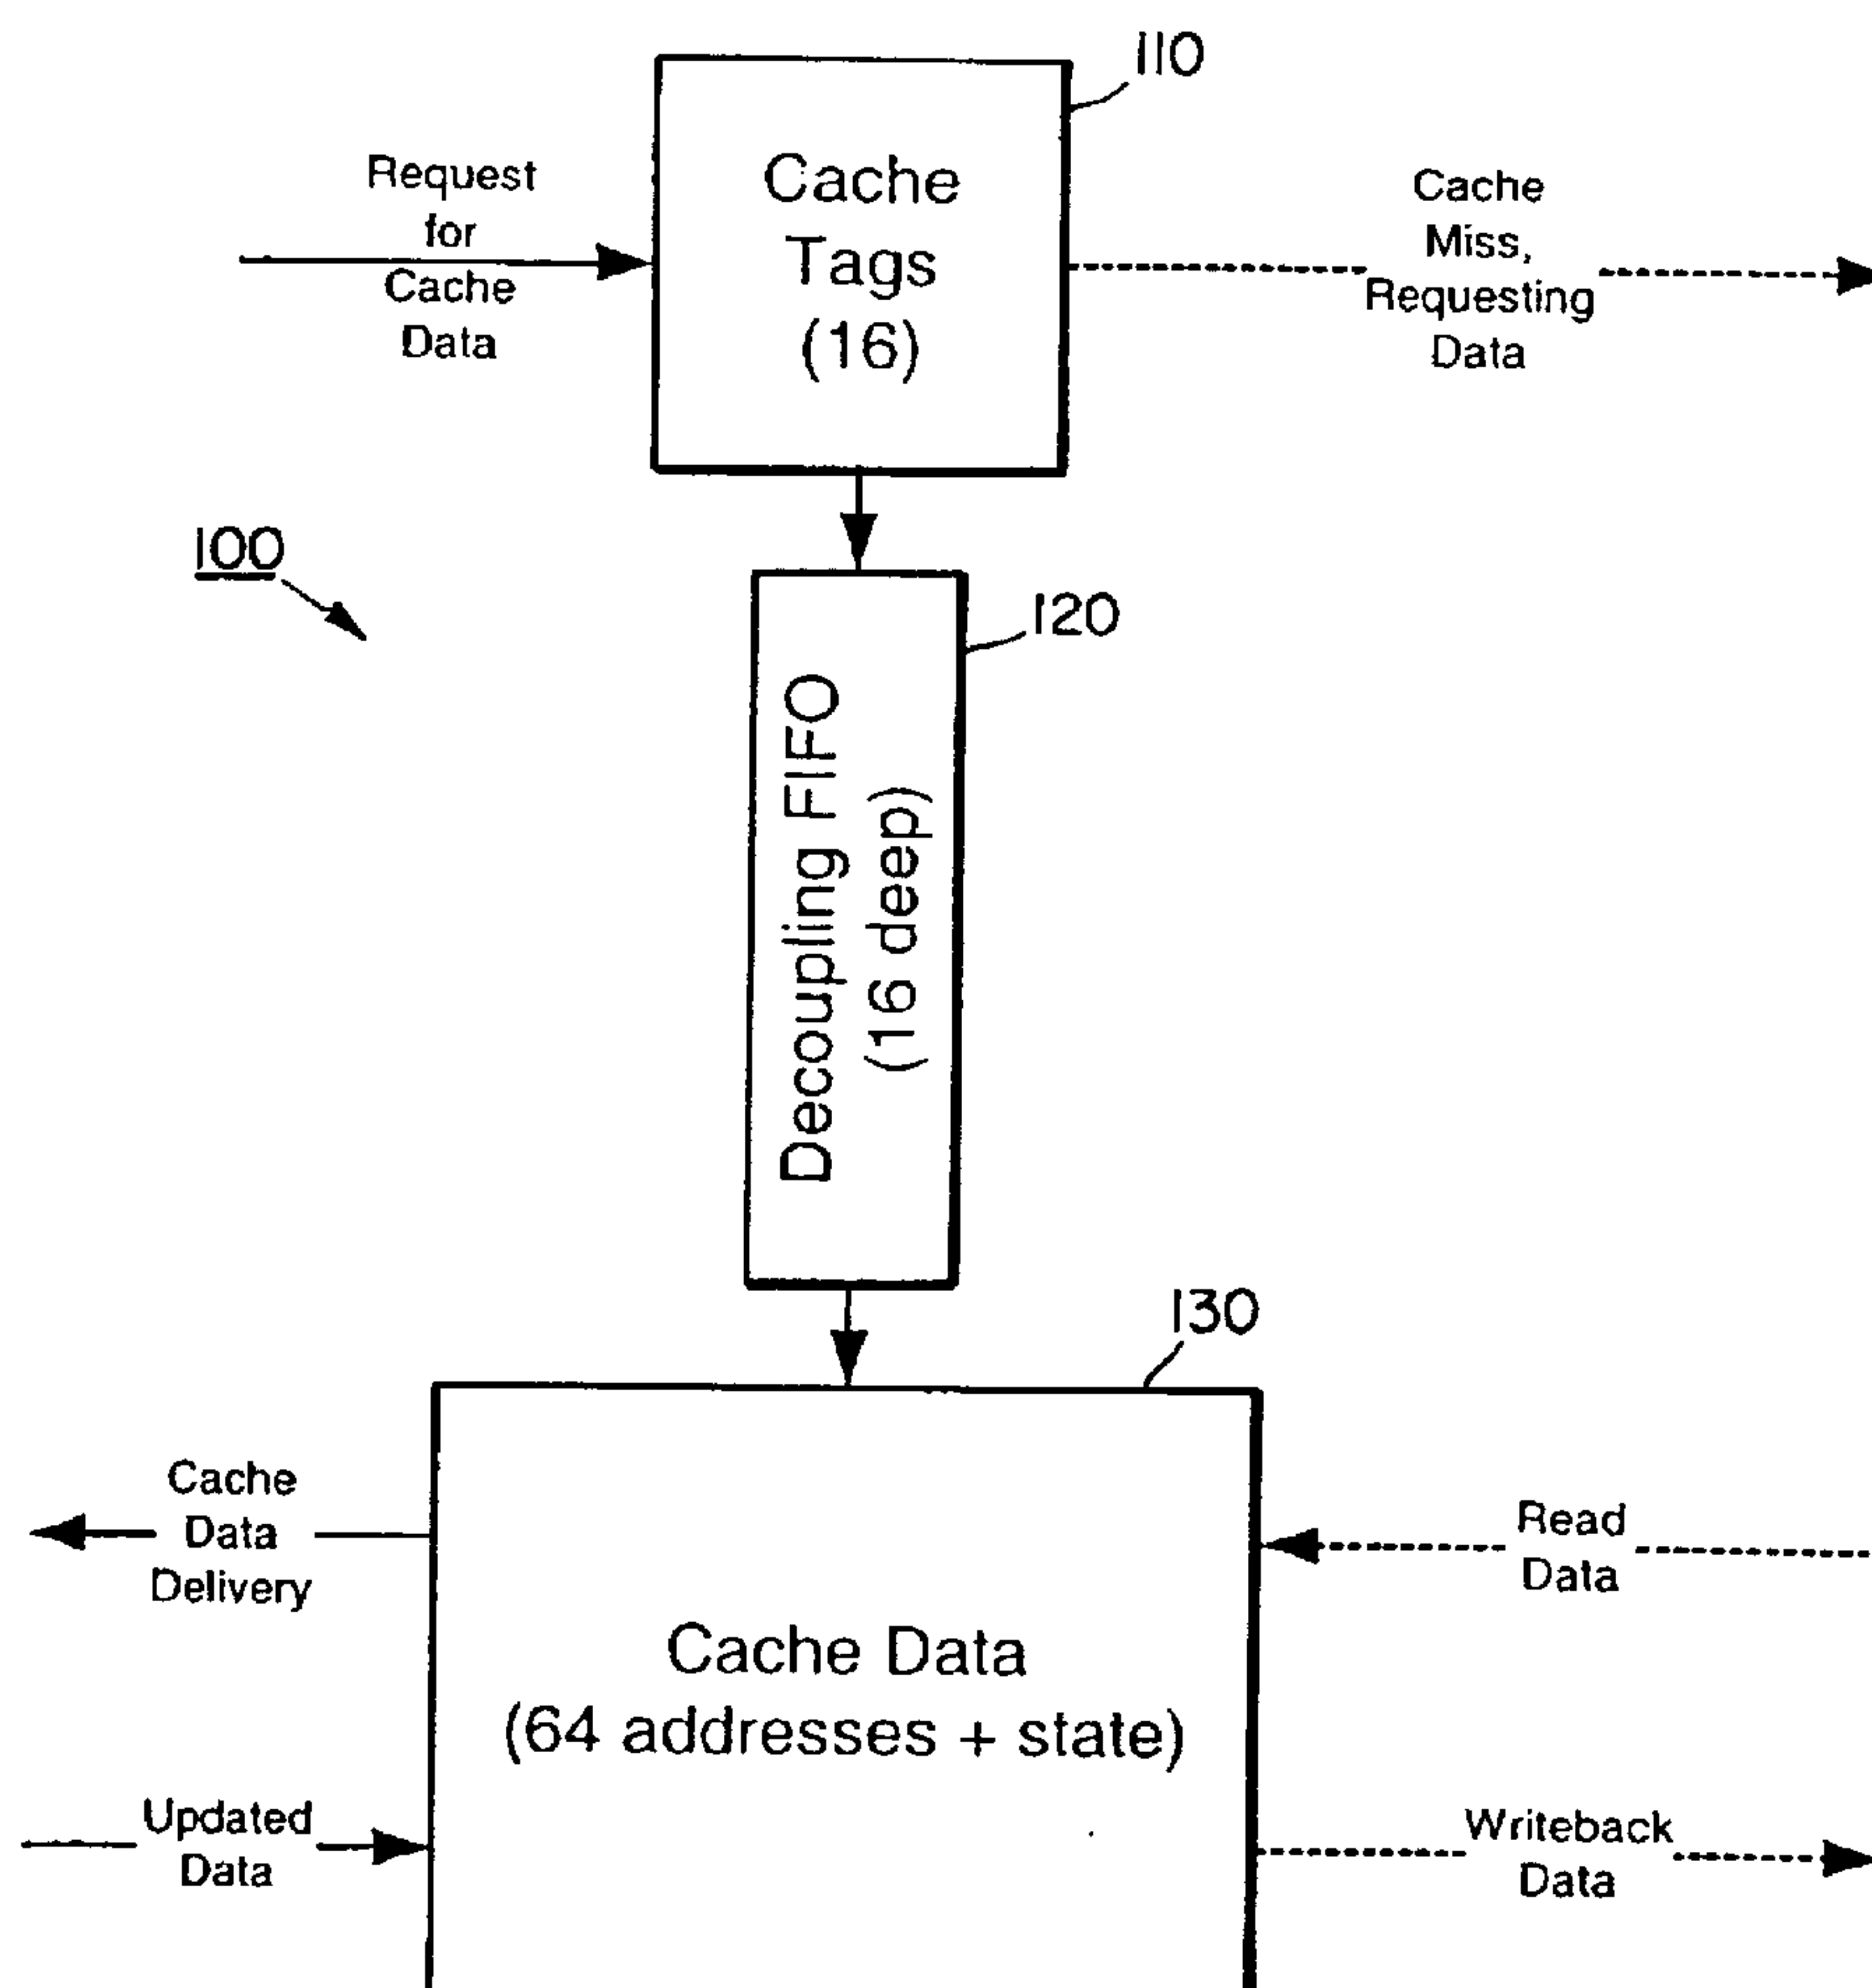 110
Request
for
Cache
Data
Cache
Tags
(16)
Cache
Miss,
Requesting
Data
100
120
Decoupling FIFO
(16 deep)
130
Cache
Data
Delivery
Read
Data
Cache Data
(64 addresses + state)
Updated
Data
Writeback
Data